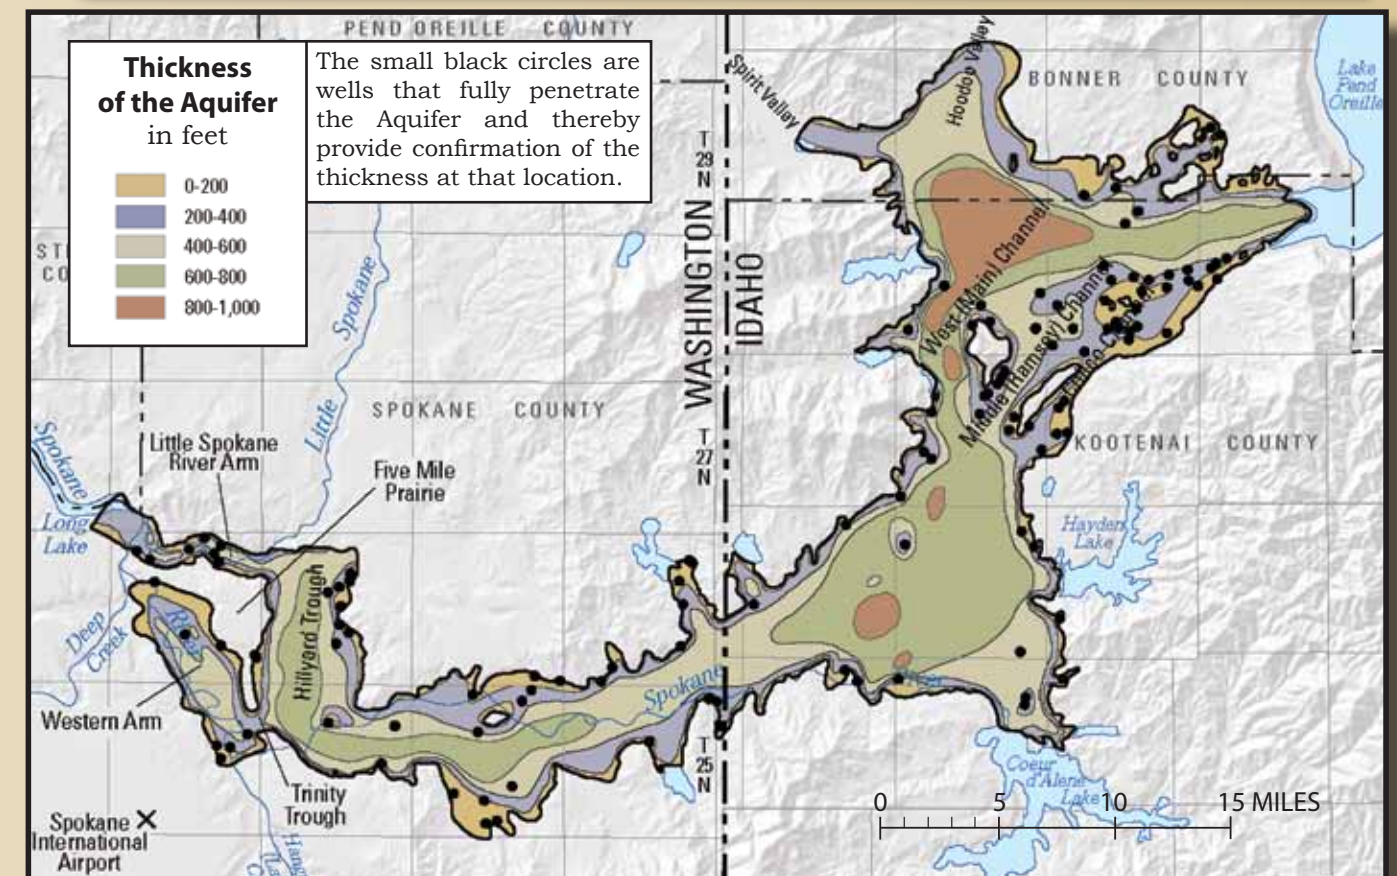 PEND OREILLE COUNTY
Thickness
of the Aquifer
in feet
0-200
200-400
400-600
600-800
800-1,000
The small black circles are
wells that fully penetrate
the Aquifer and thereby
provide confirmation of the
thickness at that location.
Spirit Valley
Hoodoo Valley
BONNER COUNTY
Lake
Pend
Oreille
T
29
N
WASHINGTON
IDAHO
West (Main) Channel
Middle (Ramsey) Channel
ST
CO
Little Spokane
SPOKANE COUNTY
KOOTENAI COUNTY
T
27
N
Spokane
Long
Lake
Little Spokane
River Arm
Five Mile
Prairie
Hayden
Lake
Deep
Creek
River
Hillyard Trough
Western Arm
Spokane
River
Trinity
Trough
T
25
N
Coeur
d'Alene
Lake
0 5 10 15 MILES
Spokane
International
Airport